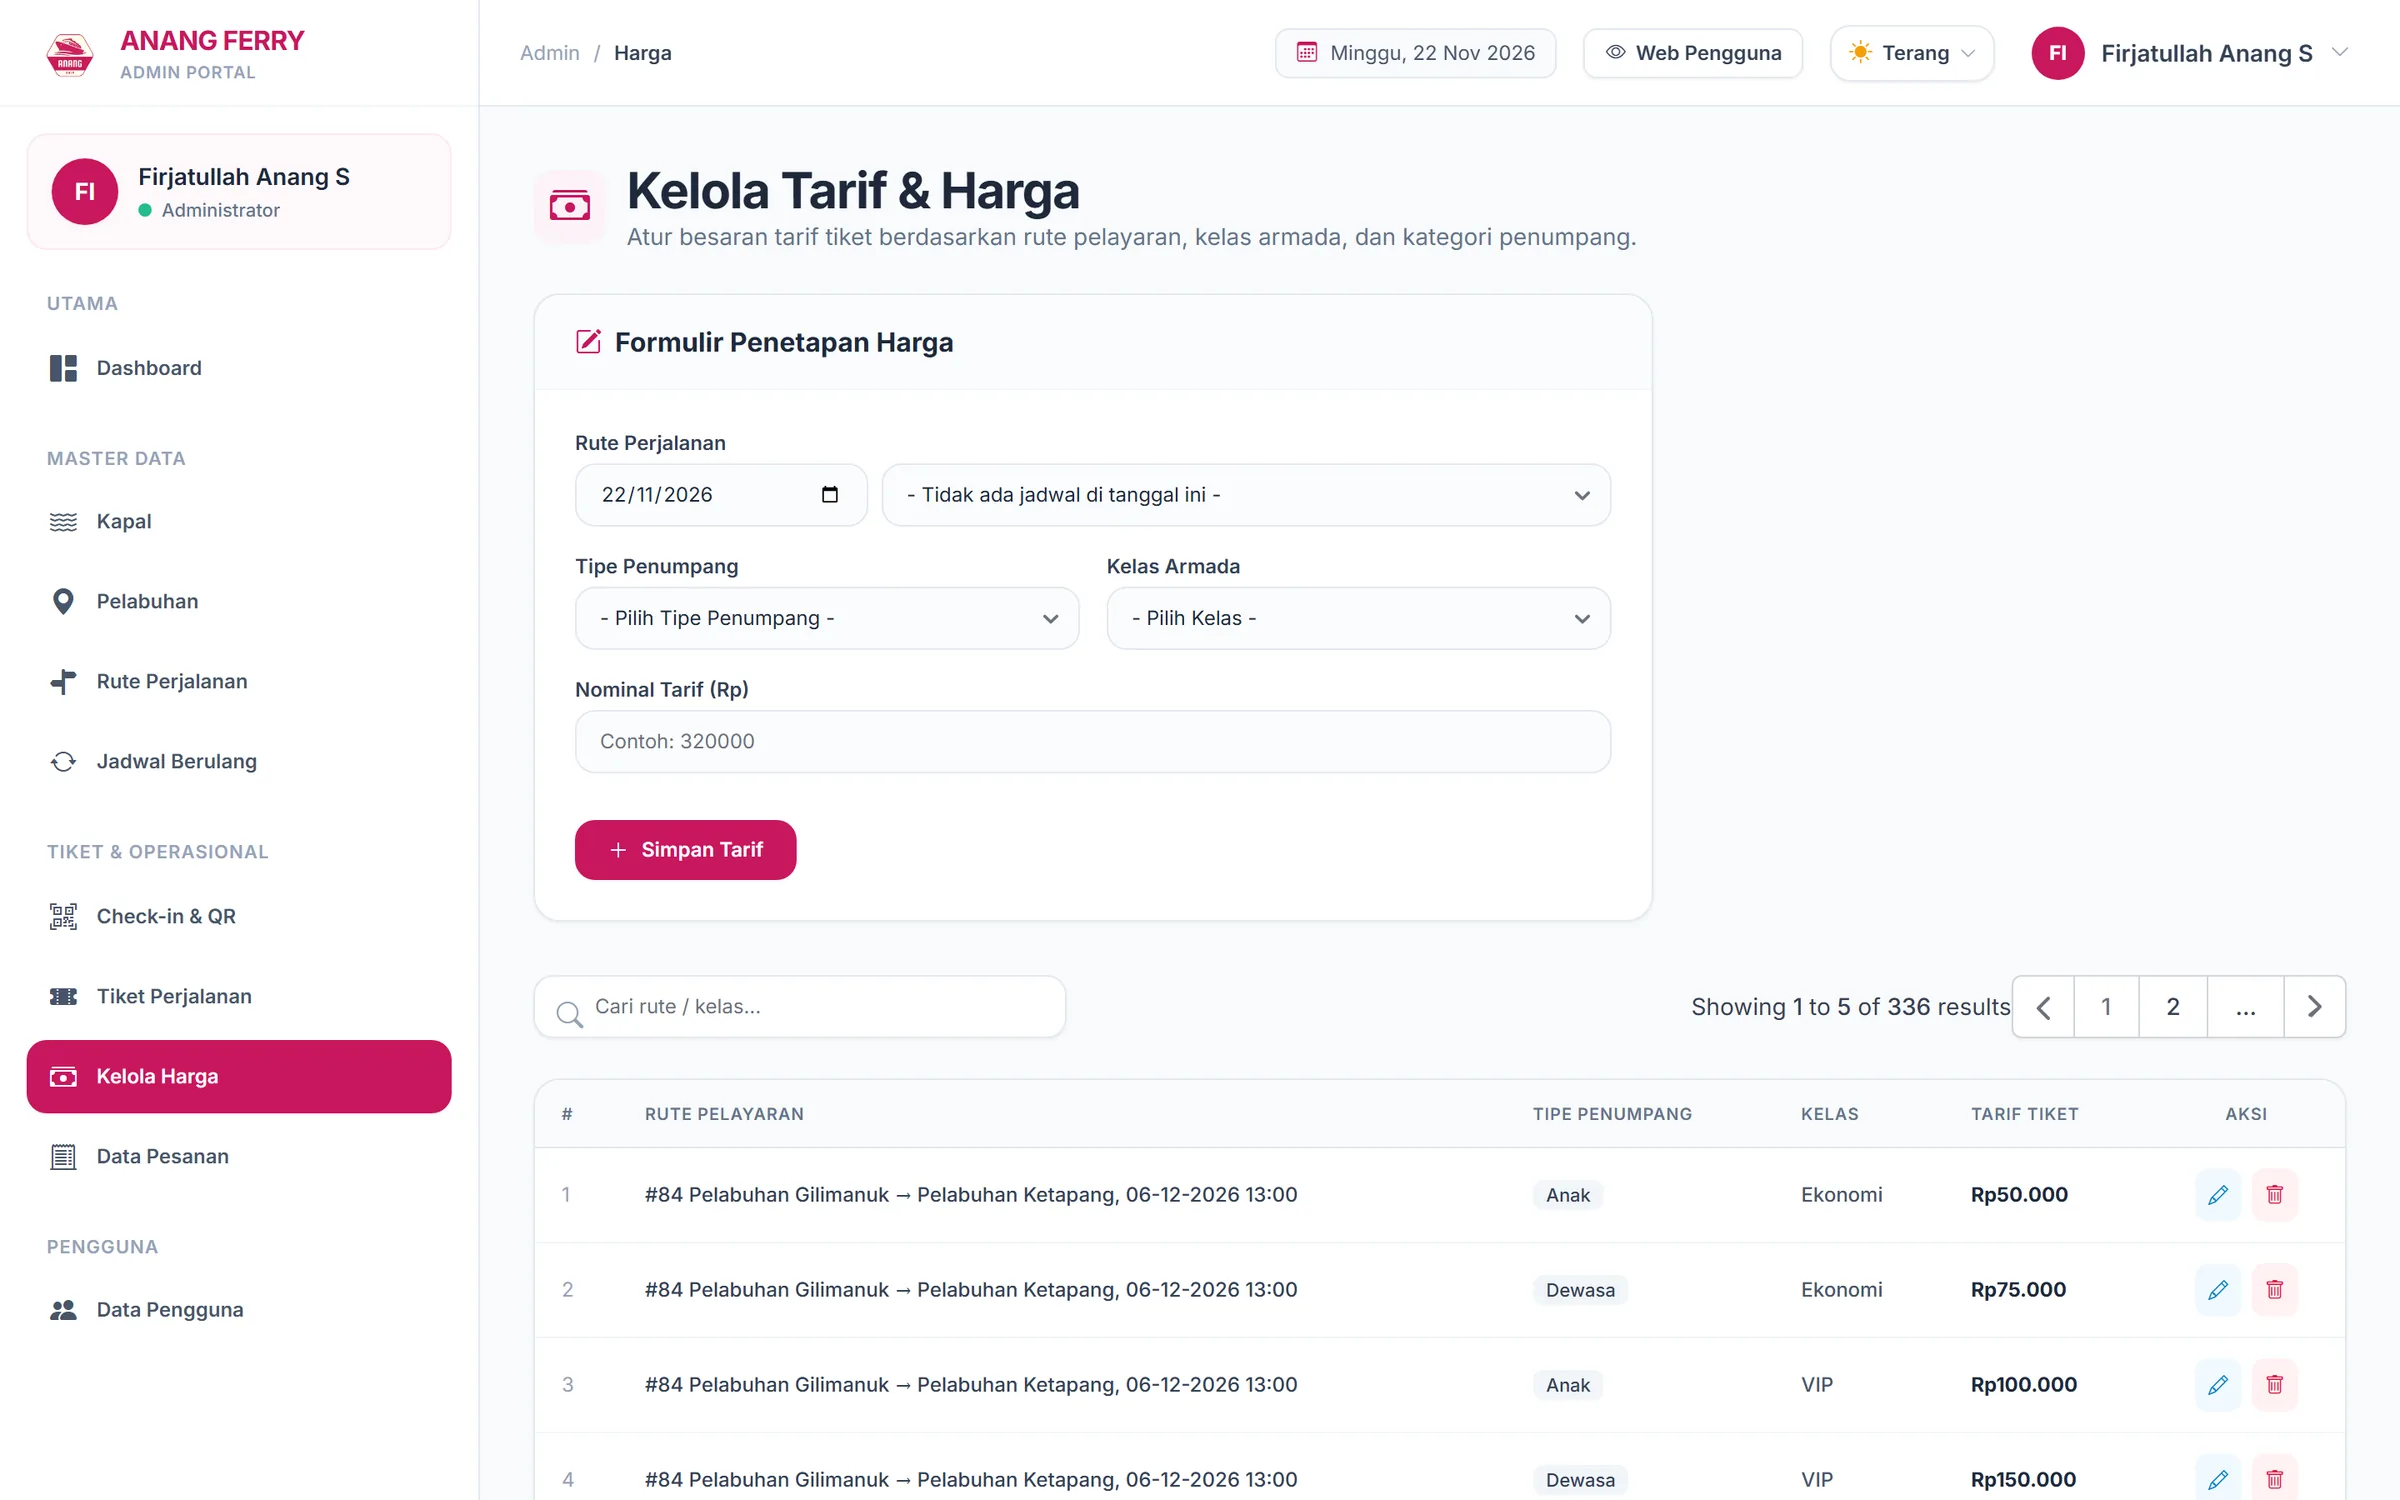 ANANG FERRY
ADMIN PORTAL
ANANG
Admin / Harga
Minggu, 22 Nov 2026
Web Pengguna
Terang
FI
Firjatullah Anang S
FI
Firjatullah Anang S
Administrator
UTAMA
Dashboard
MASTER DATA
Kapal
Pelabuhan
Rute Perjalanan
Jadwal Berulang
TIKET & OPERASIONAL
Check-in & QR
Tiket Perjalanan
Kelola Harga
Data Pesanan
PENGGUNA
Data Pengguna
Kelola Tarif & Harga
Atur besaran tarif tiket berdasarkan rute pelayaran, kelas armada, dan kategori penumpang.
Formulir Penetapan Harga
Rute Perjalanan
22/11/2026
- Tidak ada jadwal di tanggal ini -
Tipe Penumpang
Kelas Armada
- Pilih Tipe Penumpang -
- Pilih Kelas -
Nominal Tarif (Rp)
Contoh: 320000
+ Simpan Tarif
Cari rute / kelas...
Showing 1 to 5 of 336 results
1 2 ...
# RUTE PELAYARAN TIPE PENUMPANG KELAS TARIF TIKET AKSI
1 #84 Pelabuhan Gilimanuk → Pelabuhan Ketapang, 06-12-2026 13:00 Anak Ekonomi Rp50.000
2 #84 Pelabuhan Gilimanuk → Pelabuhan Ketapang, 06-12-2026 13:00 Dewasa Ekonomi Rp75.000
3 #84 Pelabuhan Gilimanuk → Pelabuhan Ketapang, 06-12-2026 13:00 Anak VIP Rp100.000
4 #84 Pelabuhan Gilimanuk → Pelabuhan Ketapang, 06-12-2026 13:00 Dewasa VIP Rp150.000